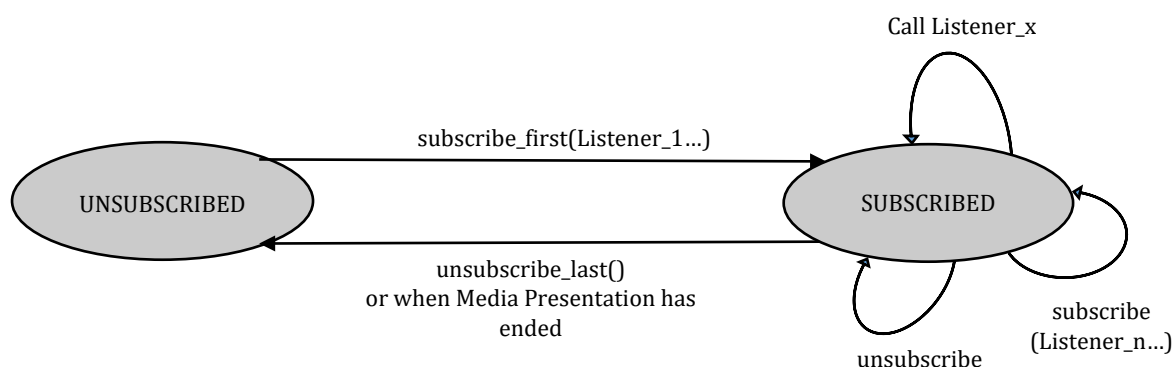 Call Listener_x
subscribe_first(Listener_1…)
UNSUBSCRIBED
SUBSCRIBED
unsubscribe_last()
or when Media Presentation has
ended
subscribe
(Listener_n…)
unsubscribe